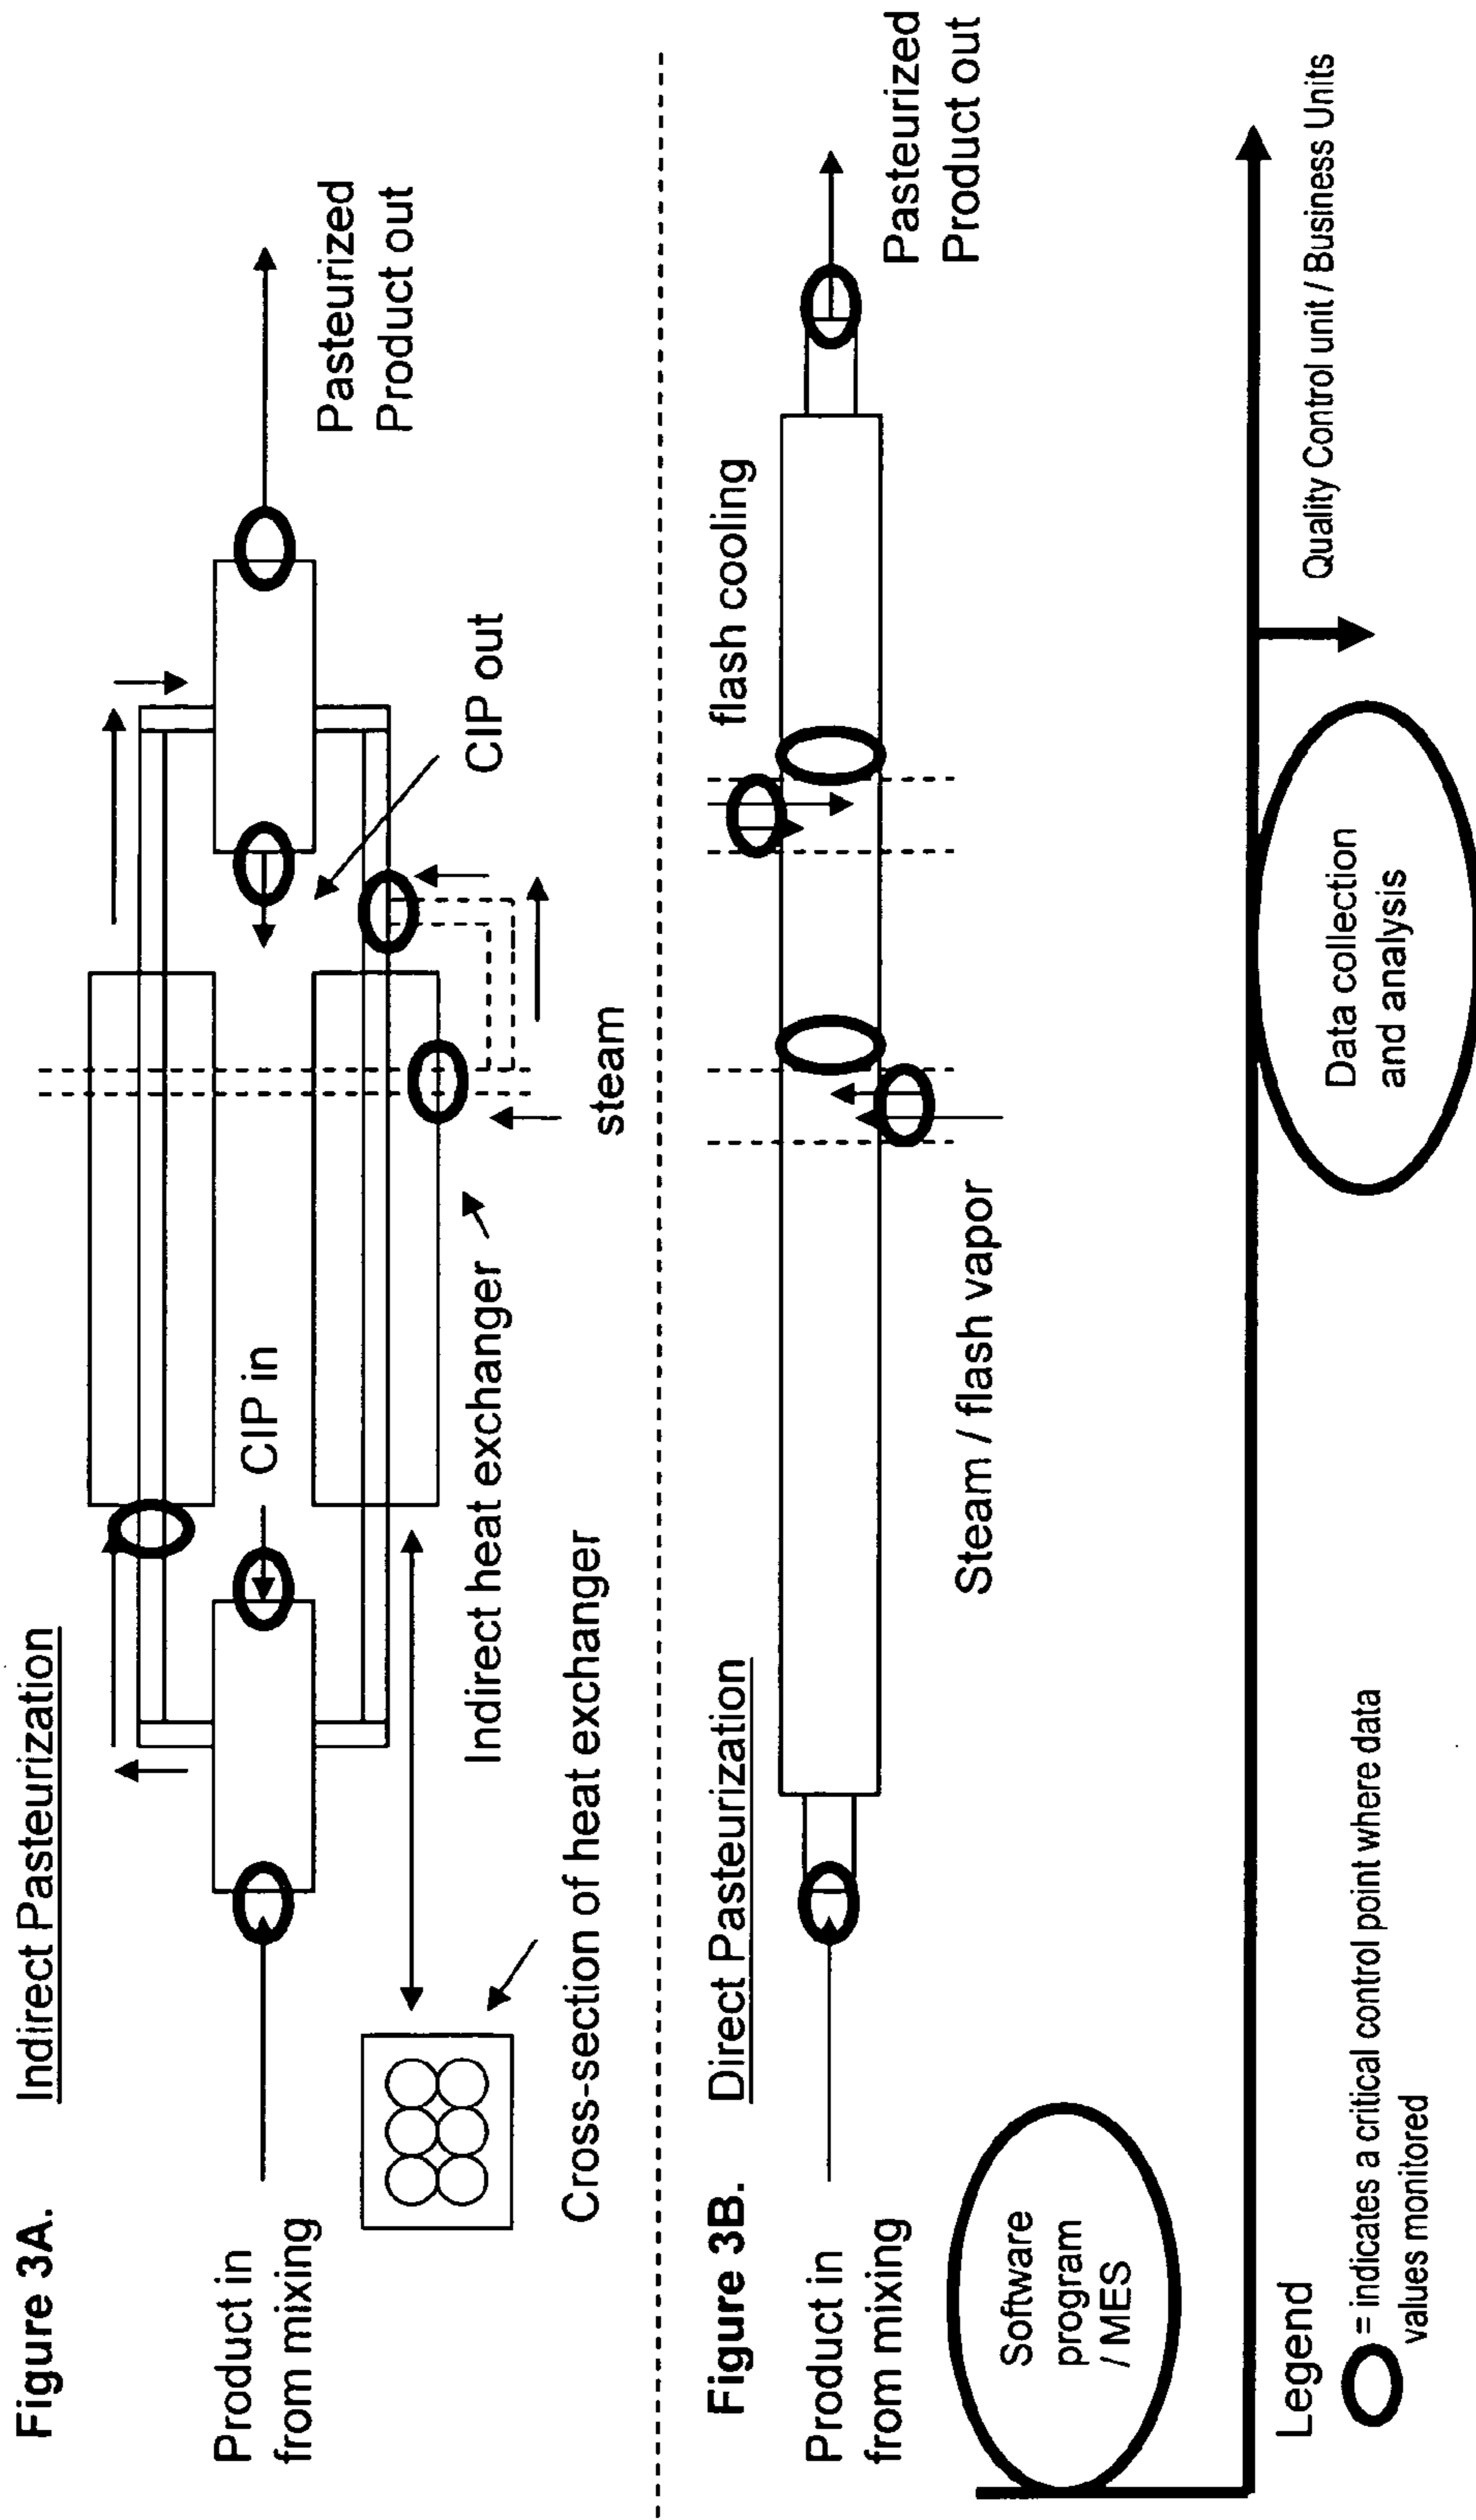 Figure 3A.
Indirect Pasteurization
Product in
from mixing
CIP in
Pasteurized
Product out
CIP out
Indirect heat exchanger
steam
Cross-section of heat exchanger
Figure 3B.
Direct Pasteurization
flash cooling
Product in
from mixing
Pasteurized
Product out
Steam / flash vapor
Software
program
/ MES
Legend
= indicates a critical control point where data
values monitored
Data collection
and analysis
Quality Control unit / Business Units